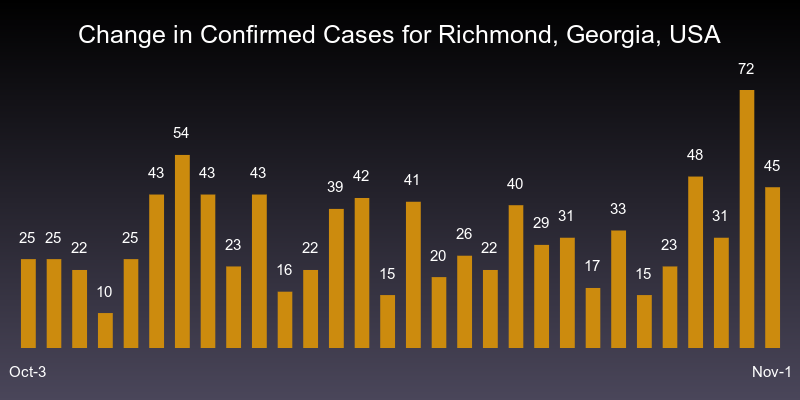 Change in Confirmed Cases for Richmond, Georgia, USA
25 25 22 10 25 43 54 43 23 43 16 22 39 42 15 41 20 26 22 40 29 31 17 33 15 23 48 31 72 45
Oct-3 Nov-1